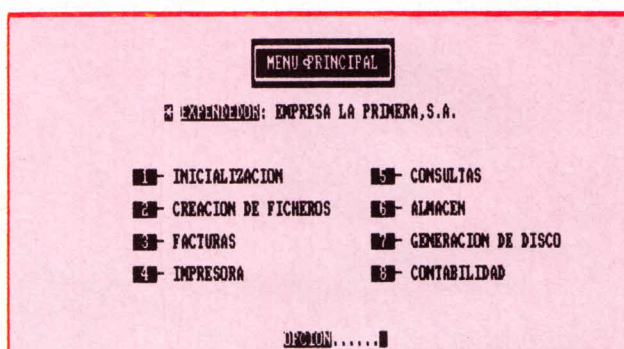 MENU PRINCIPAL
* EXPENDEDOR: EMPRESA LA PRIMERA,S.A.
1- INICIALIZACION
2- CREACION DE FICHEROS
3- FACTURAS
4- IMPRESORA
5- CONSULTAS
6- ALMACEN
7- GENERACION DE DISCO
8- CONTABILIDAD
OPCION......